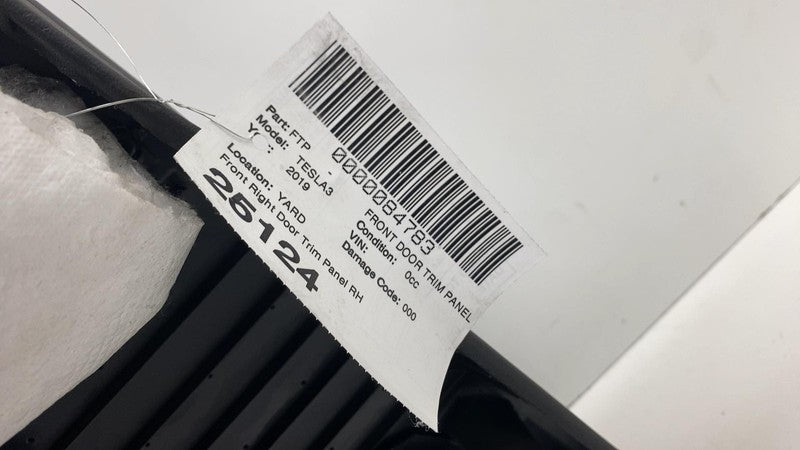 0000084783
Part: FTP - FRONT DOOR TRIM PANEL
Model: TESLA3 Condition: 0cc
2019 VIN:
Damage Code: 000
Location: YARD
Front Right Door Trim Panel RH
25124